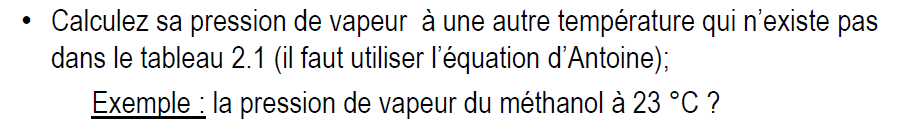 • Calculez sa pression de vapeur à une autre température qui n’existe pas
dans le tableau 2.1 (il faut utiliser l’équation d’Antoine);
Exemple : la pression de vapeur du méthanol à 23 °C ?